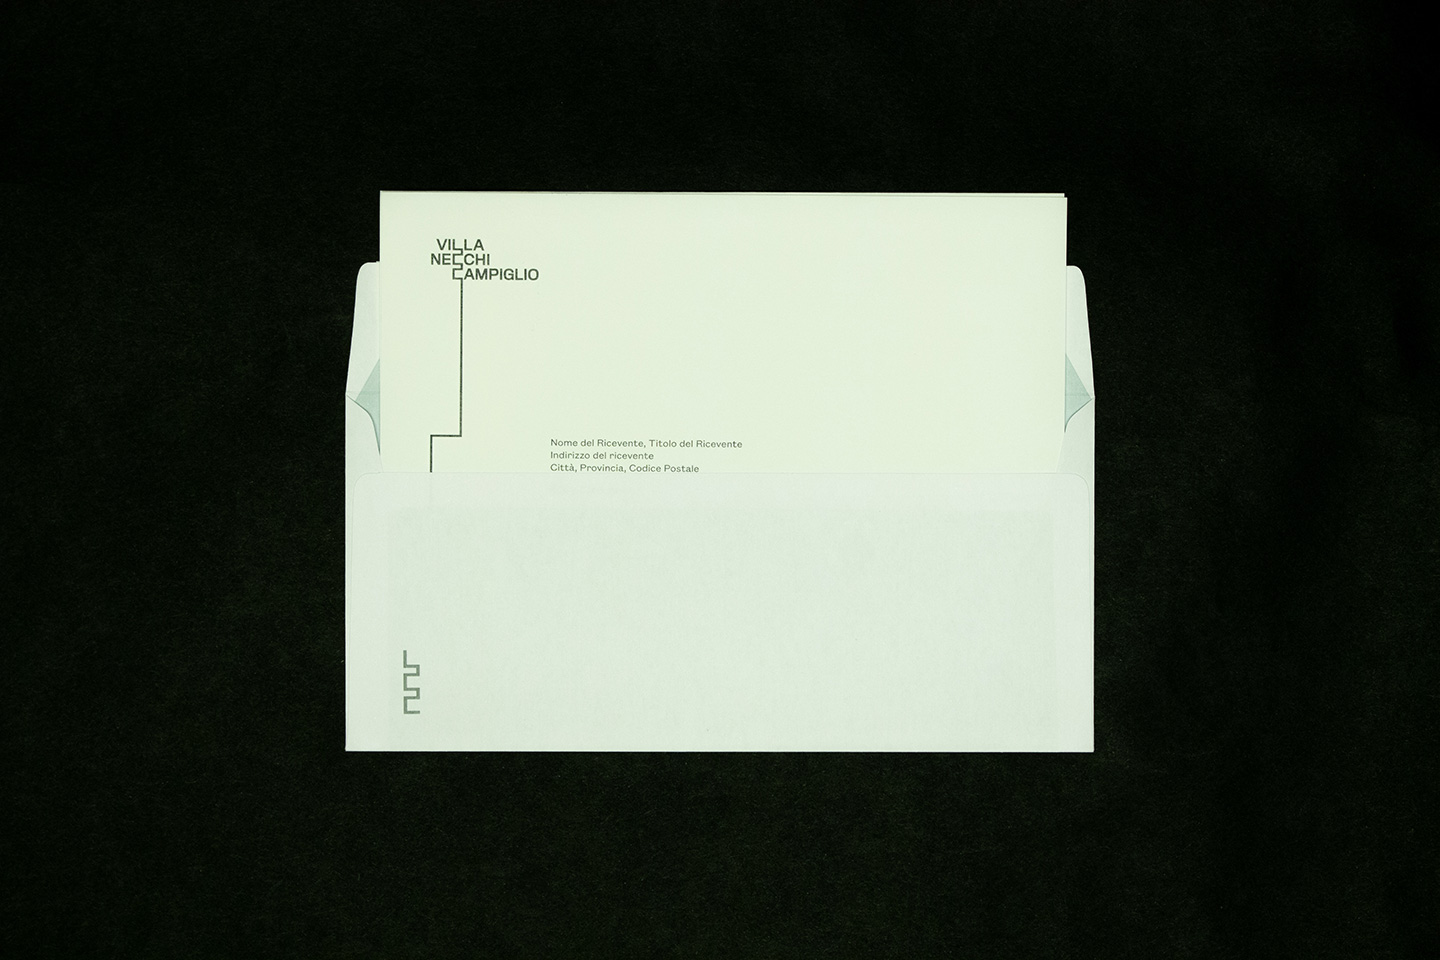 VILLA
NECCHI
CAMPIGLIO
Nome del Ricevente, Titolo del Ricevente
Indirizzo del ricevente
Città, Provincia, Codice Postale